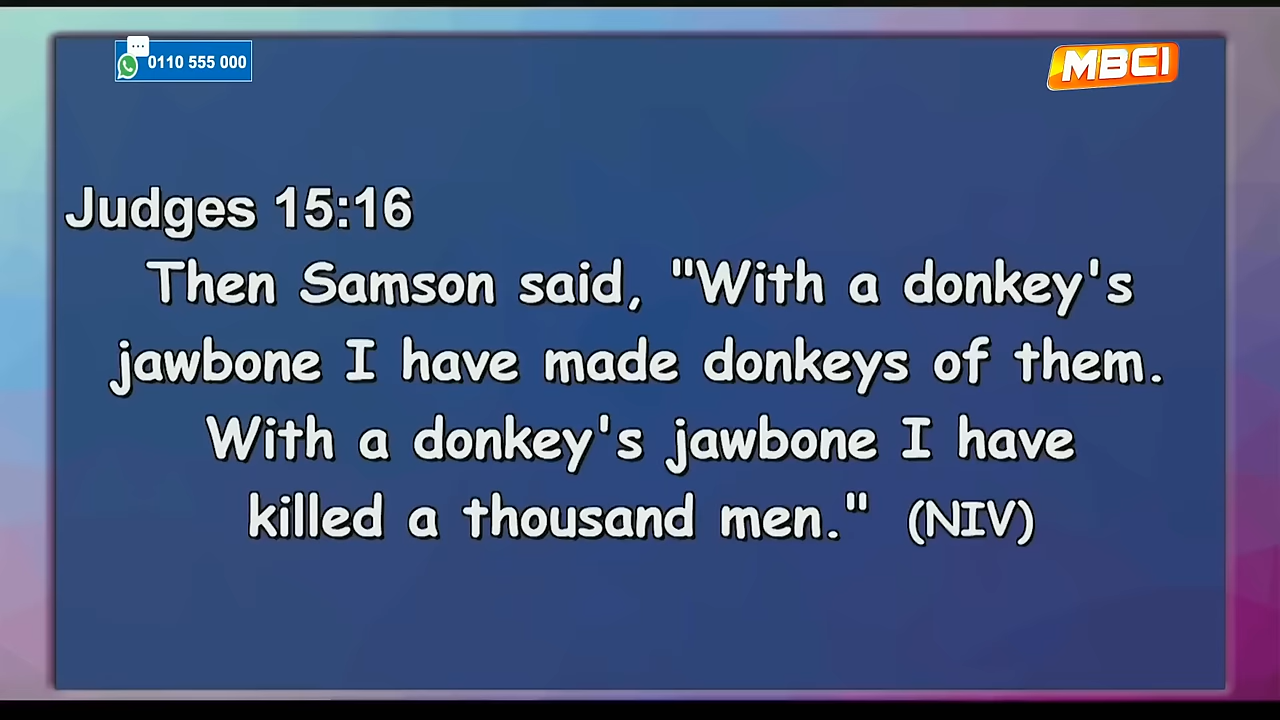 0110 555 000
MBCI
Judges 15:16
Then Samson said, "With a donkey's
jawbone I have made donkeys of them.
With a donkey's jawbone I have
killed a thousand men." (NIV)